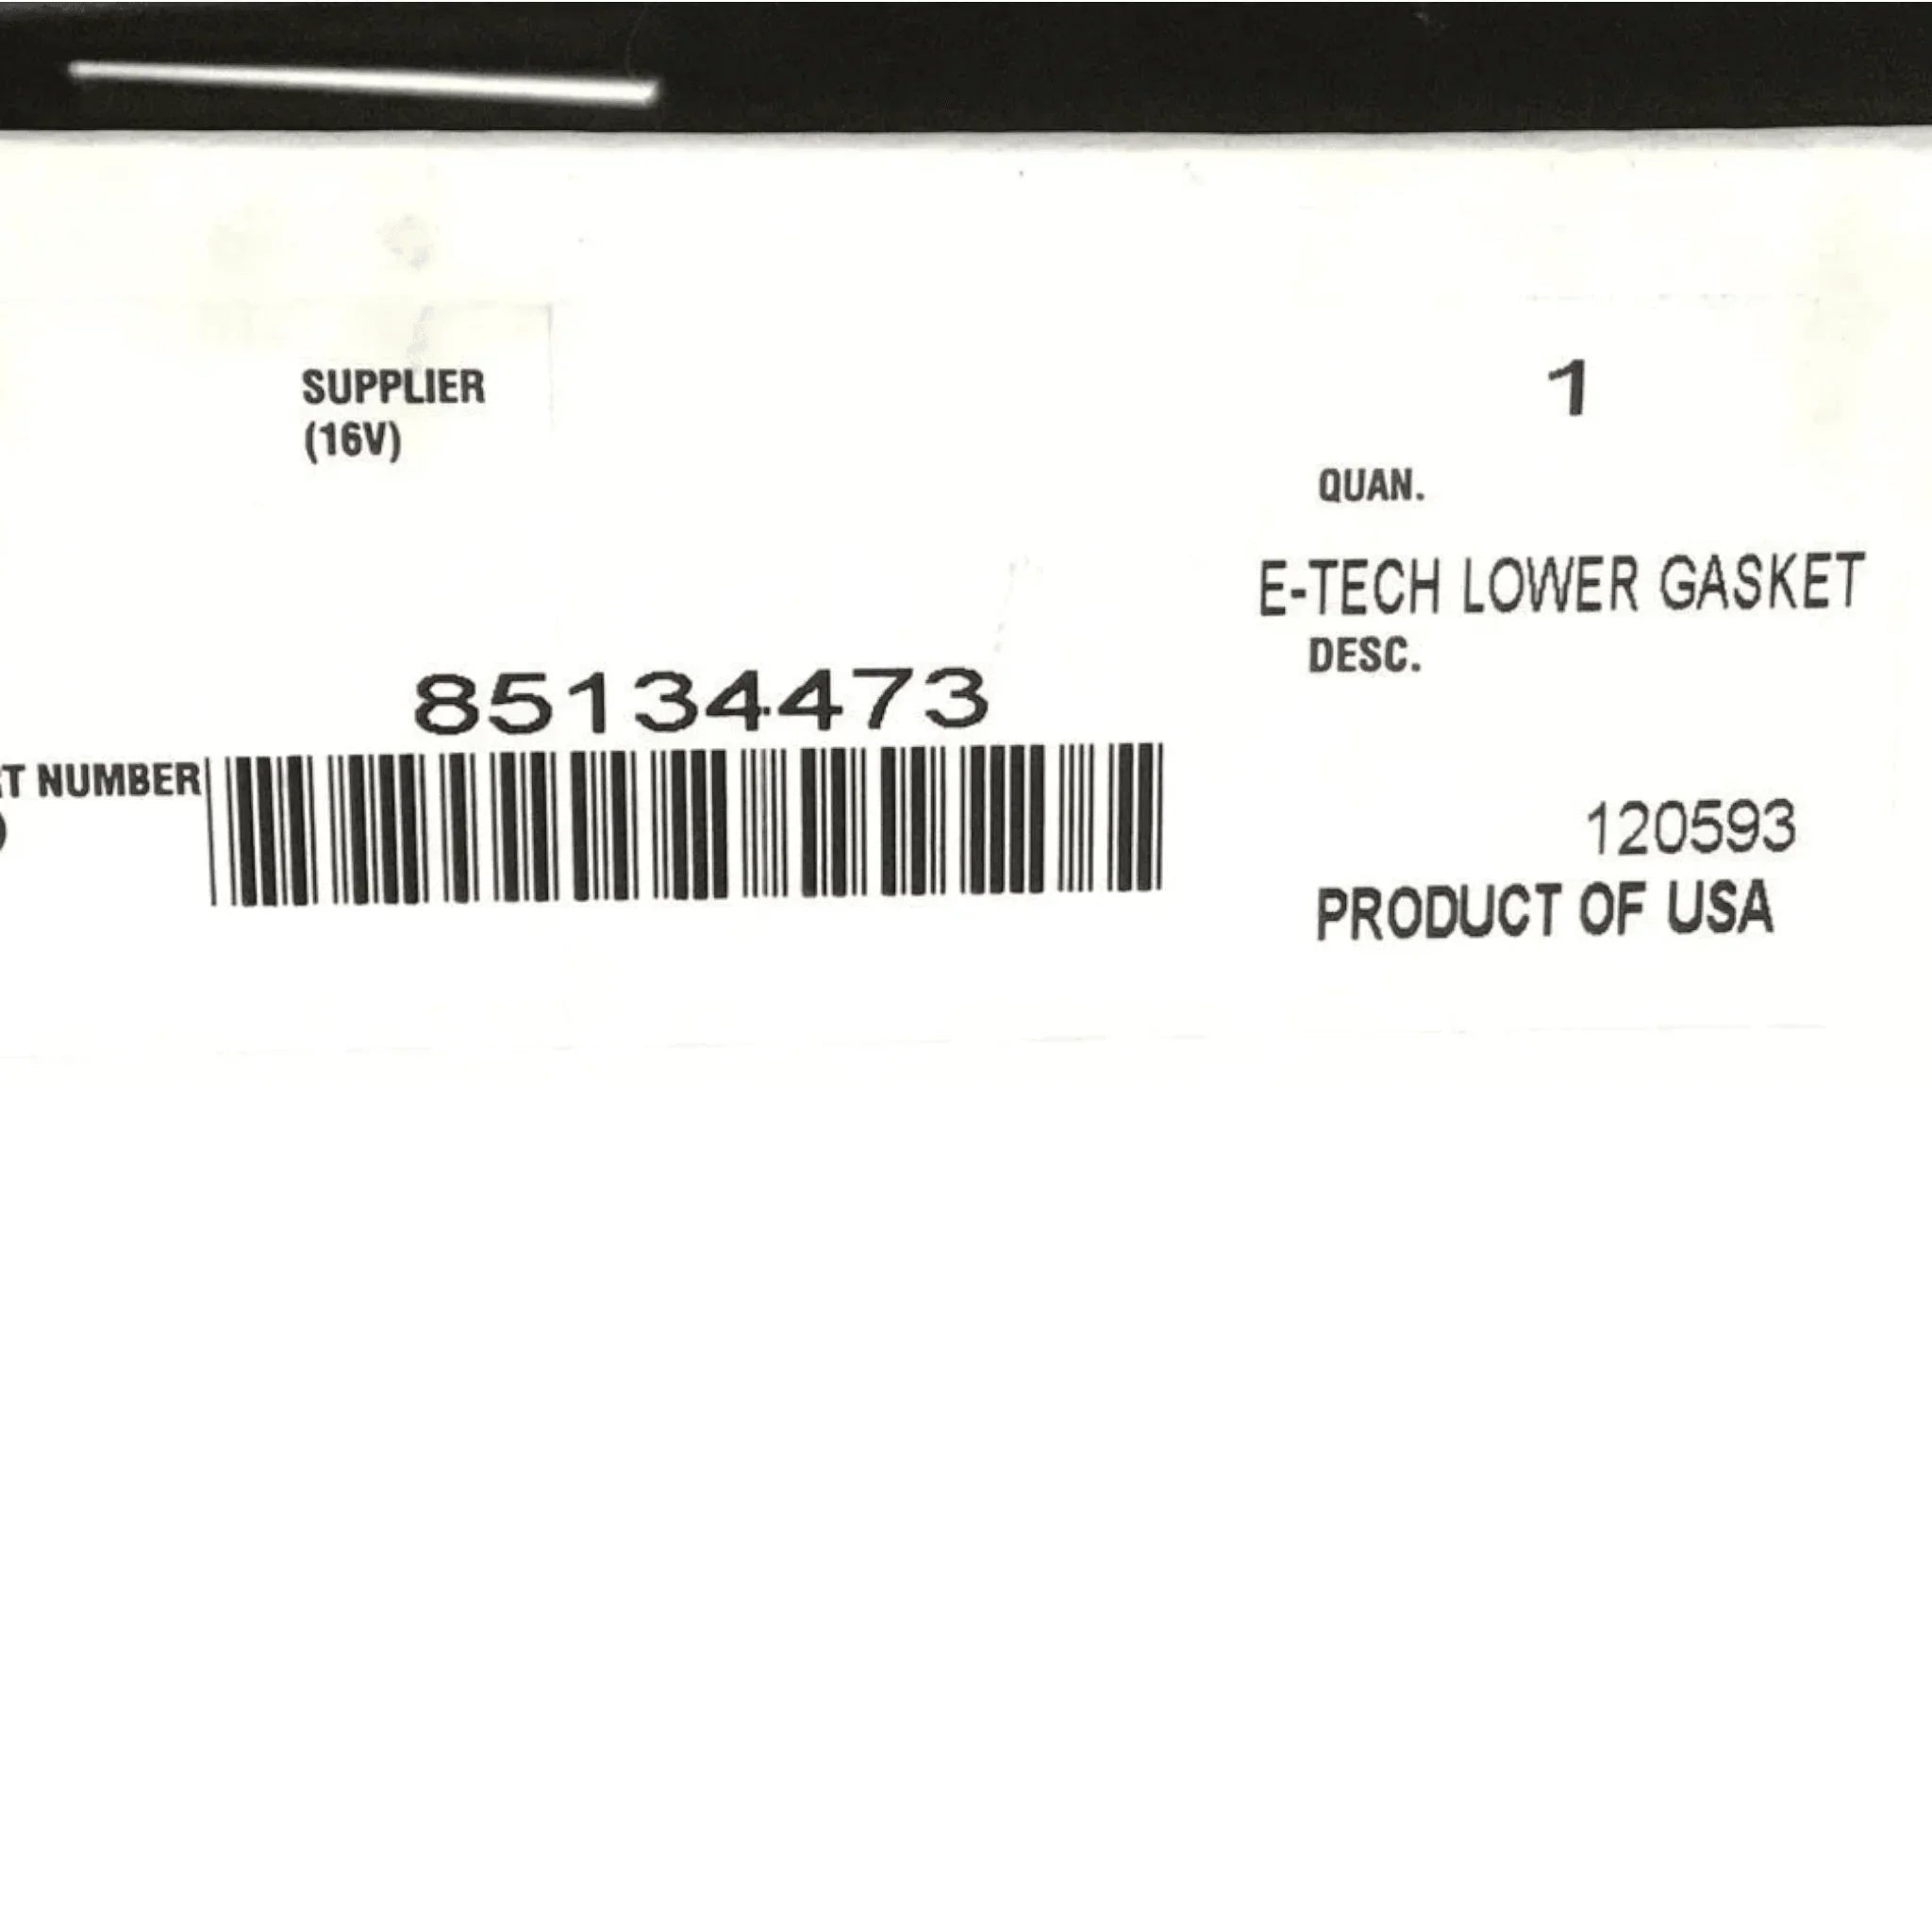 SUPPLIER
(16V)
1
QUAN.
E-TECH LOWER GASKET
DESC.
85134473
T NUMBER
120593
PRODUCT OF USA